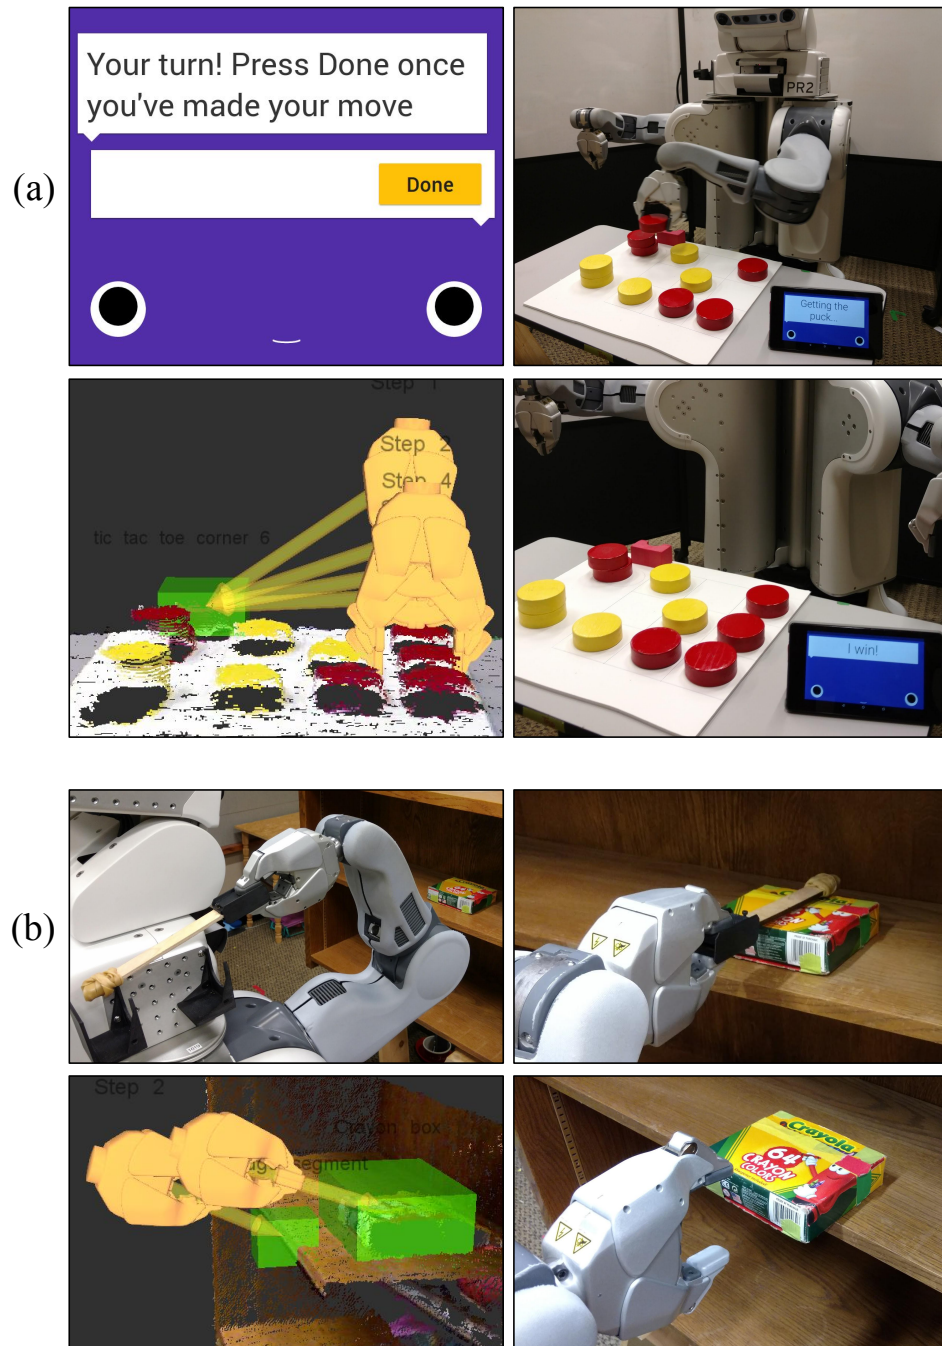 (a)
Your turn! Press Done once
you've made your move
Done
PR2
Getting the
puck...
Step 1
Step 2
Step 4
tic tac toe corner 6
I win!
(b)
Step 2
Crayon box
segment
Crayola
64
CRAYON
COLORS